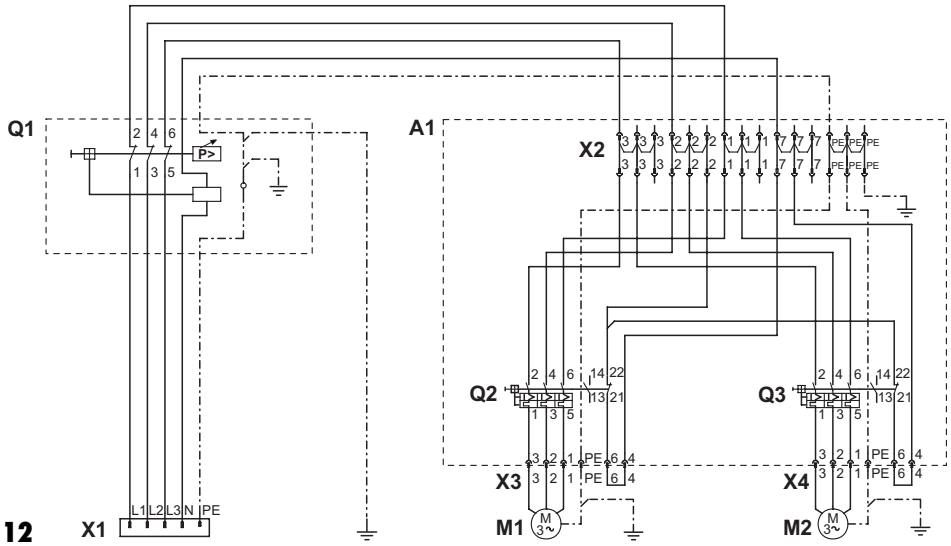 Q1
2 4 6
P>
1 3 5
A1
X2
3 3 3 2 2 2 1 1 1 7 7 7 PE PE PE
3 3 3 2 2 2 1 1 1 7 7 7 PE PE PE
2 4 6 14 22
Q2
13 21
1 3 5
2 4 6 14 22
Q3
13 21
1 3 5
3 2 1 PE 6 4
X3
3 2 1 PE 6 4
3 2 1 PE 6 4
X4
3 2 1 PE 6 4
12
X1
L1 L2 L3 N PE
M1
M
3~
M2
M
3~